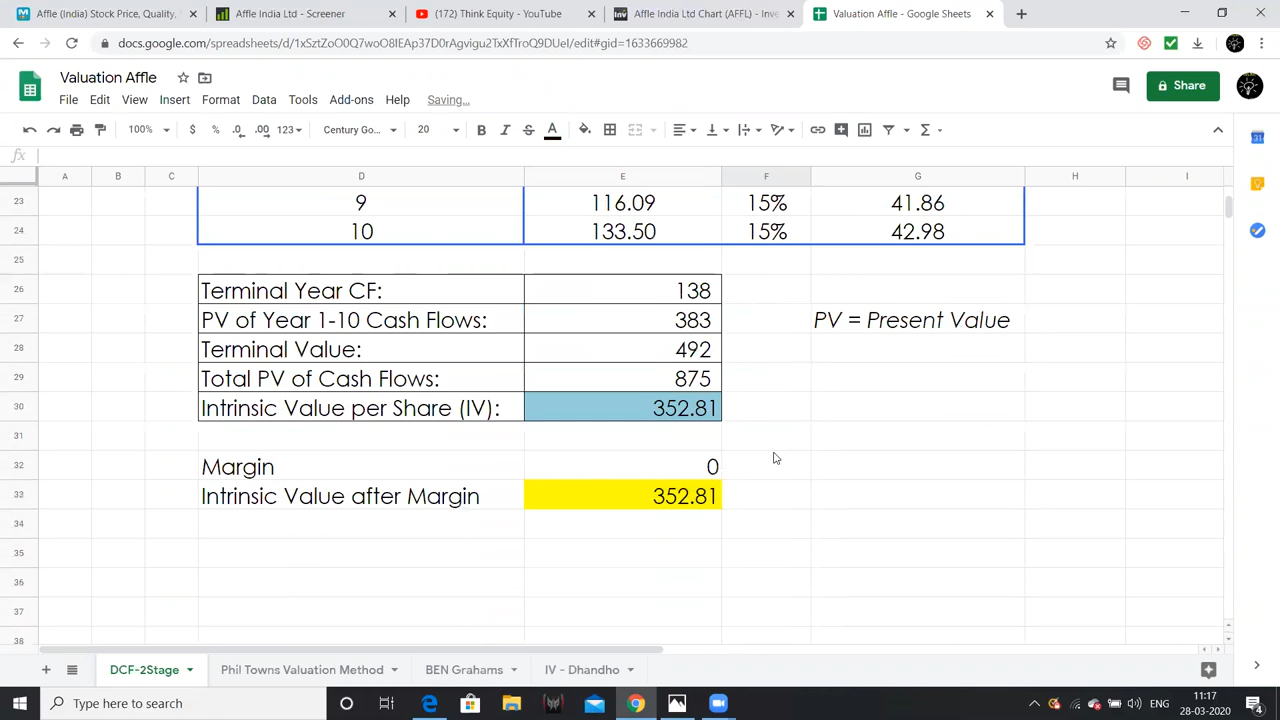 Affle (India) Stock Price, Quality,
Affle India Ltd - Screener
(172) Think Equity - YouTube
Affle India Ltd Chart (AFFL) - Inve
Valuation Affle - Google Sheets
docs.google.com/spreadsheets/d/1xSztZoO0Q7woO8IEAp37D0rAgvlgu2TxXfTroO9DUeI/edit#gid=1633669982
Valuation Affle
File Edit View Insert Format Data Tools Add-ons Help Saving...
Share
100% $ % .0 .00 123 Century Go... 20 B I S A
fx
A B C D E F G H I
23 9 116.09 15% 41.86
24 10 133.50 15% 42.98
25
26 Terminal Year CF: 138
27 PV of Year 1-10 Cash Flows: 383 PV = Present Value
28 Terminal Value: 492
29 Total PV of Cash Flows: 875
30 Intrinsic Value per Share (IV): 352.81
31
32 Margin 0
33 Intrinsic Value after Margin 352.81
34
35
36
37
38
DCF-2Stage Phil Towns Valuation Method BEN Grahams IV - Dhandho
Type here to search
ENG
11:17
28-03-2020
4